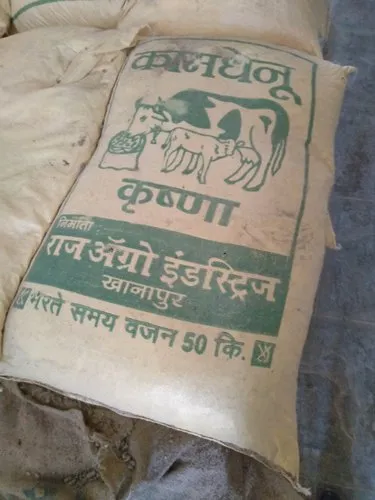 कामधेनू
कृष्णा
निर्माता
राज ॲग्रो इंडस्ट्रिज
खानापुर
भरते समय वजन 50 कि.